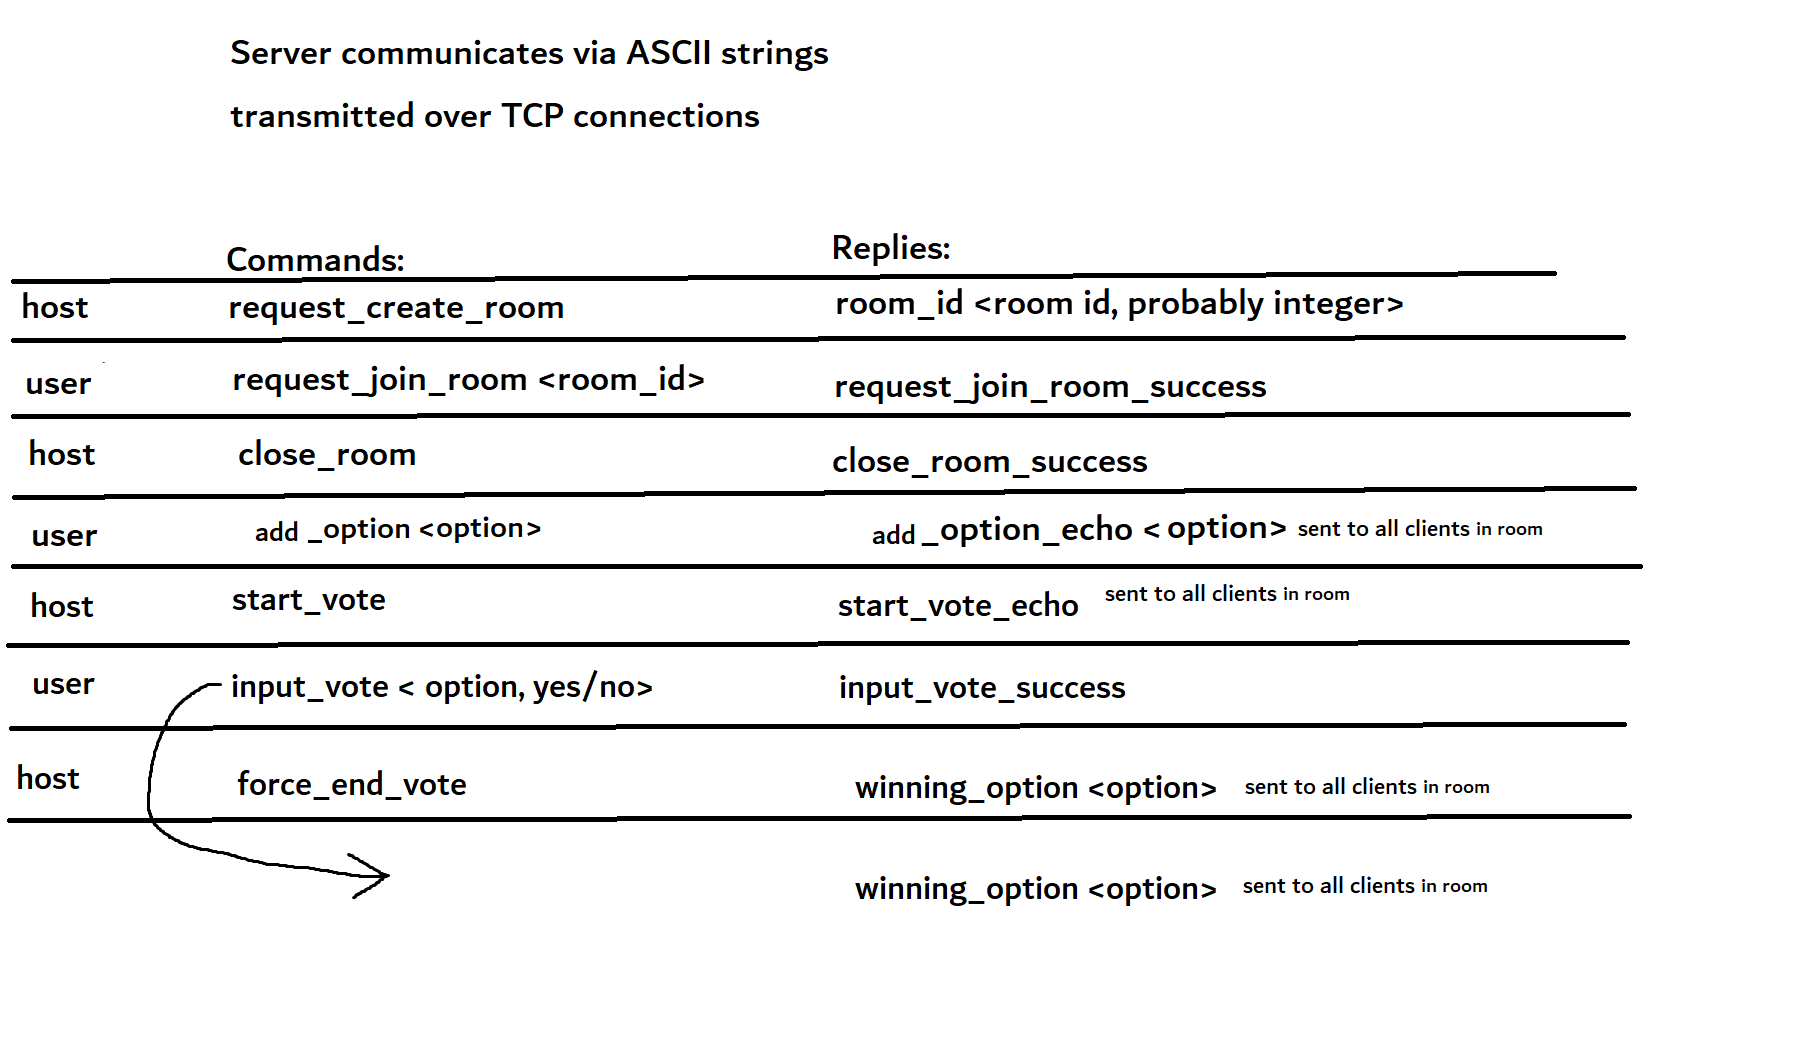 Server communicates via ASCII strings
transmitted over TCP connections
Commands: Replies:
host request_create_room room_id <room id, probably integer>
user request_join_room <room_id> request_join_room_success
host close_room close_room_success
user add _option <option> add _option_echo < option> sent to all clients in room
host start_vote start_vote_echo sent to all clients in room
user input_vote < option, yes/no> input_vote_success
host force_end_vote winning_option <option> sent to all clients in room
winning_option <option> sent to all clients in room